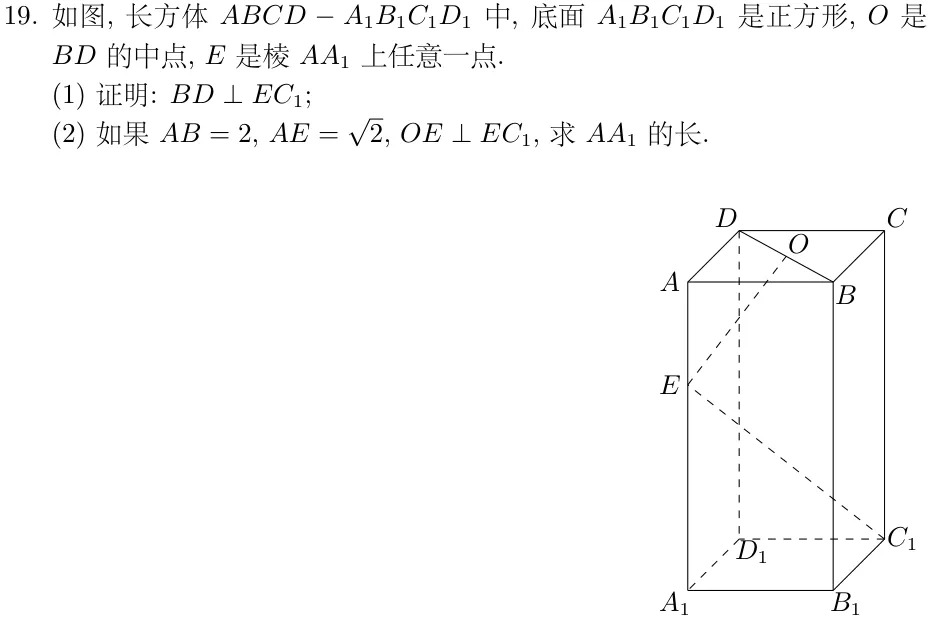 19. 如图, 长方体 ABCD − A₁B₁C₁D₁ 中, 底面 A₁B₁C₁D₁ 是正方形, O 是
BD 的中点, E 是棱 AA₁ 上任意一点.
(1) 证明: BD ⊥ EC₁;
(2) 如果 AB = 2, AE = √2, OE ⊥ EC₁, 求 AA₁ 的长.
D
C
O
A
B
E
D₁
C₁
A₁
B₁